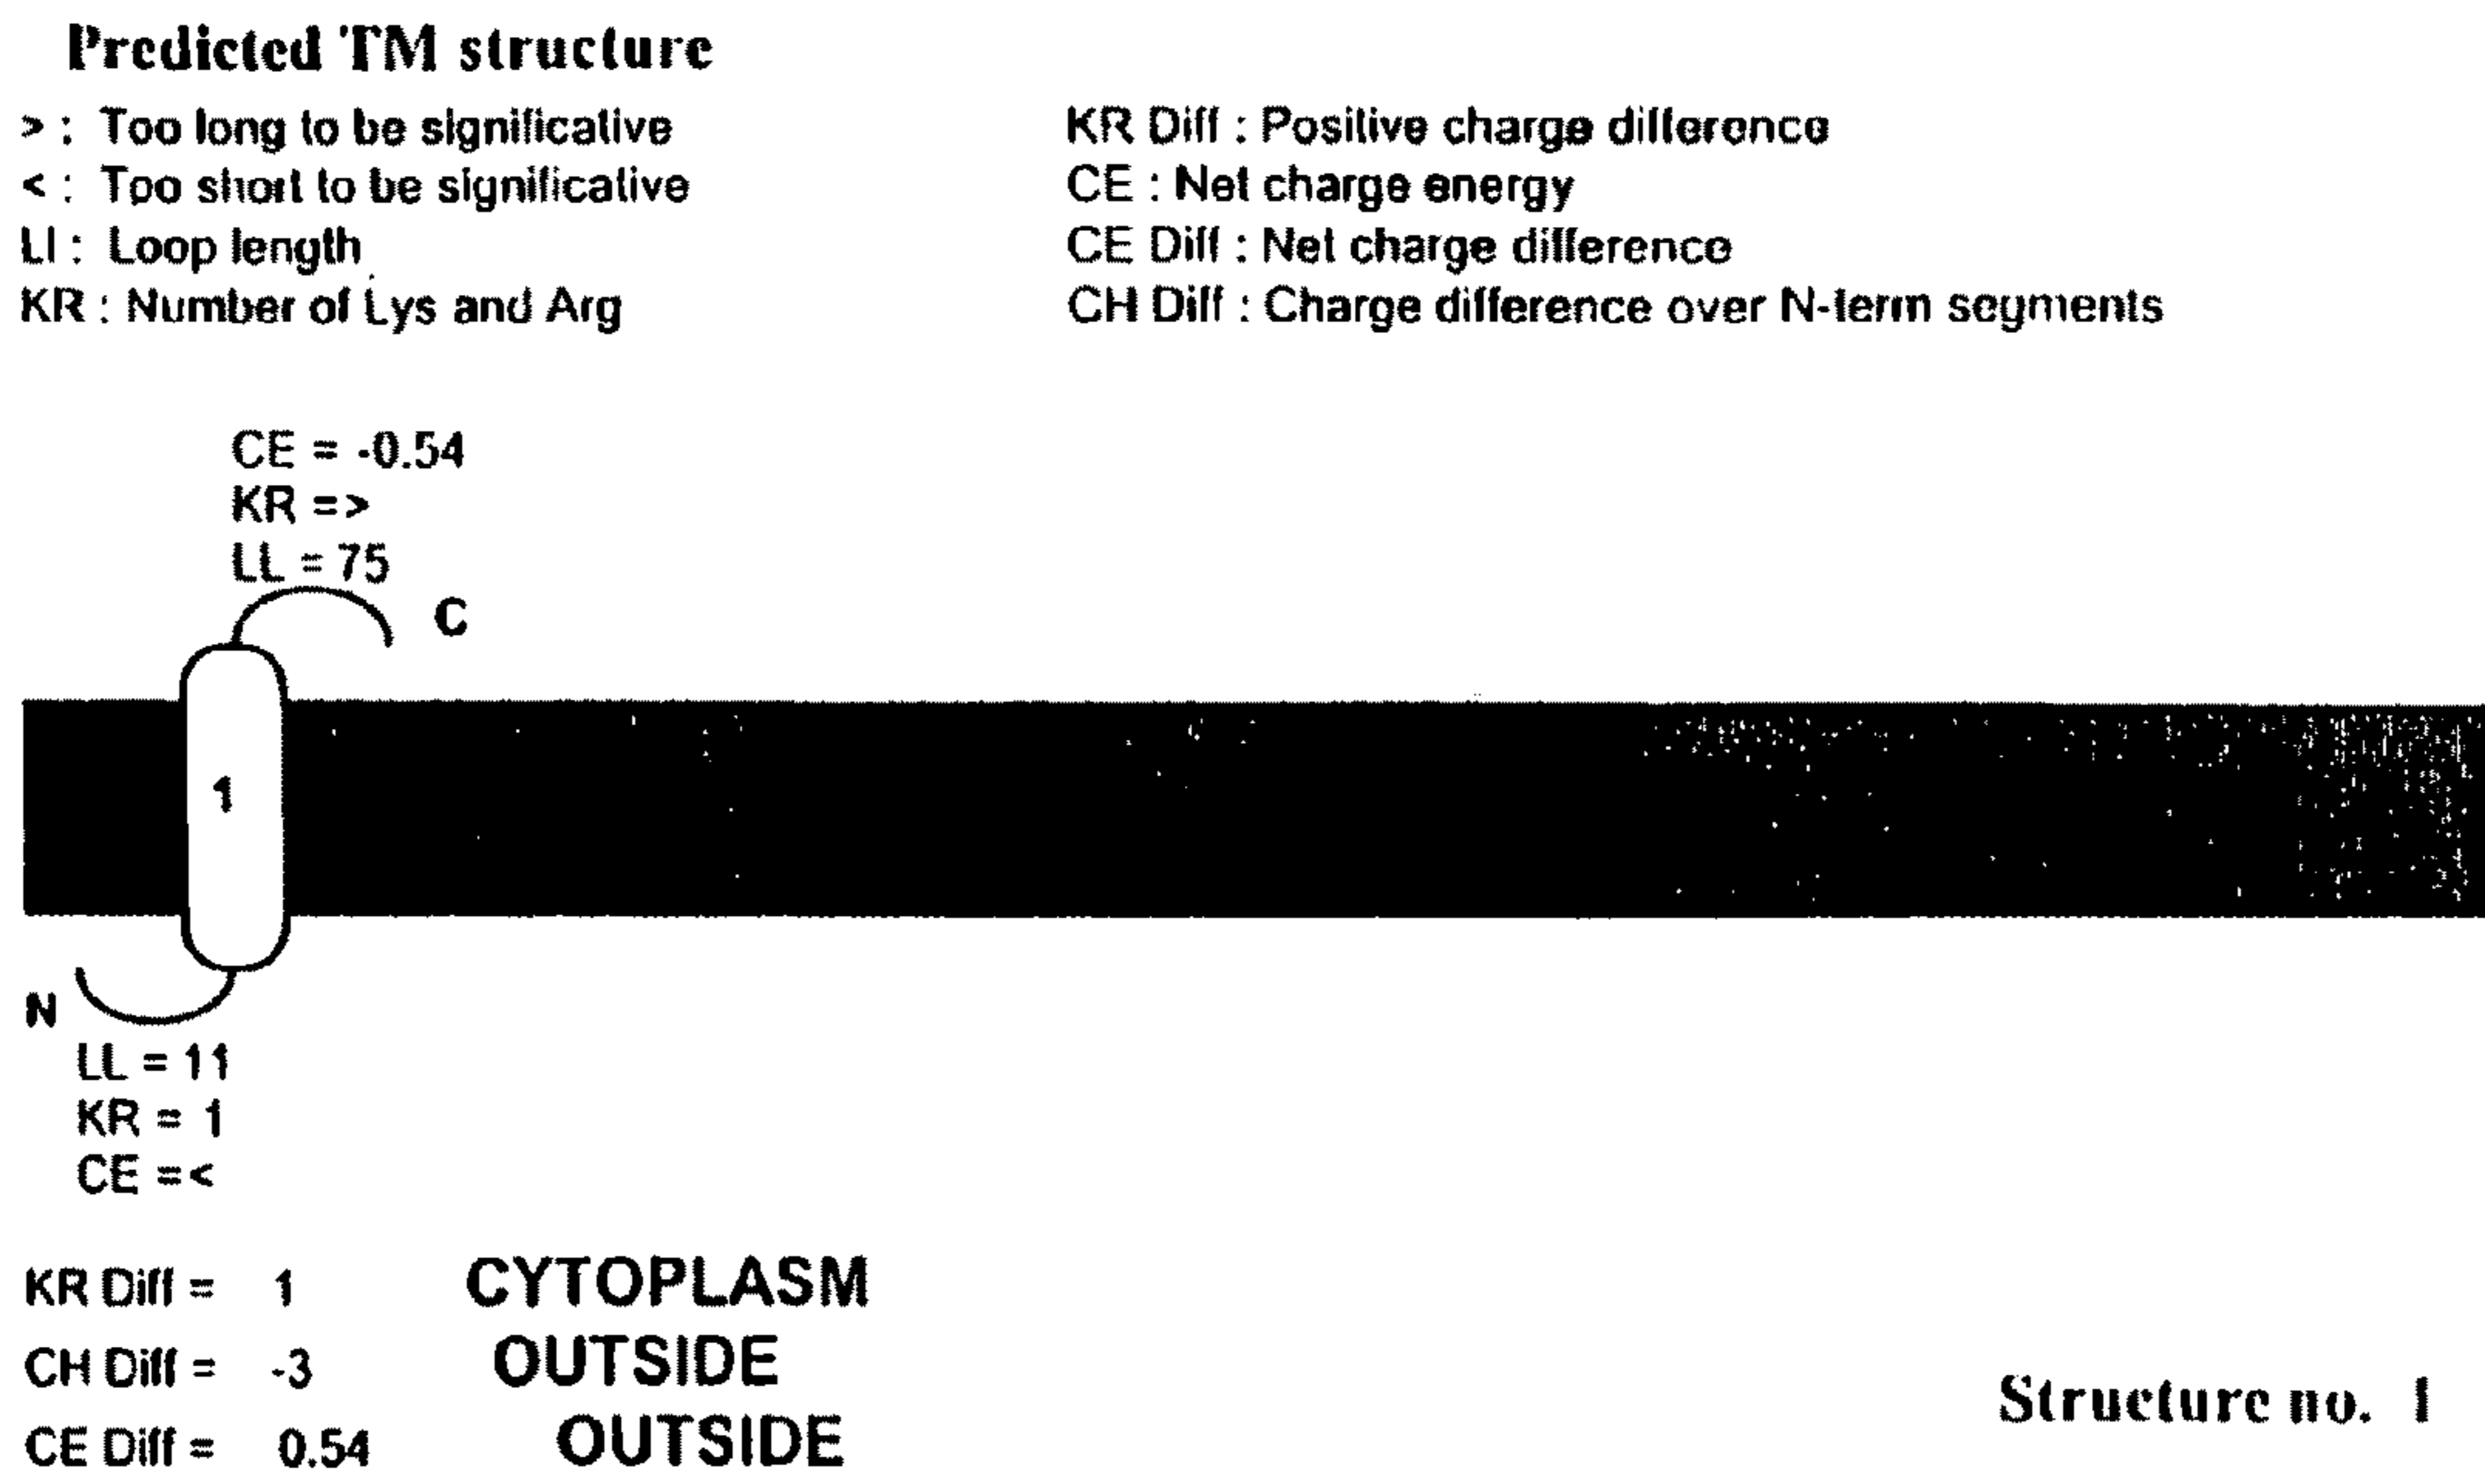 Predicted TM structure
> : Too long to be significative
< : Too short to be significative
Ll : Loop length
KR : Number of Lys and Arg
KR Diff : Positive charge difference
CE : Net charge energy
CE Diff : Net charge difference
CH Diff : Charge difference over N-term segments
CE = -0.54
KR =>
LL = 75
C
1
N
LL = 11
KR = 1
CE =<
KR Diff = 1 CYTOPLASM
CH Diff = -3 OUTSIDE
CE Diff = 0.54 OUTSIDE
Structure no. 1